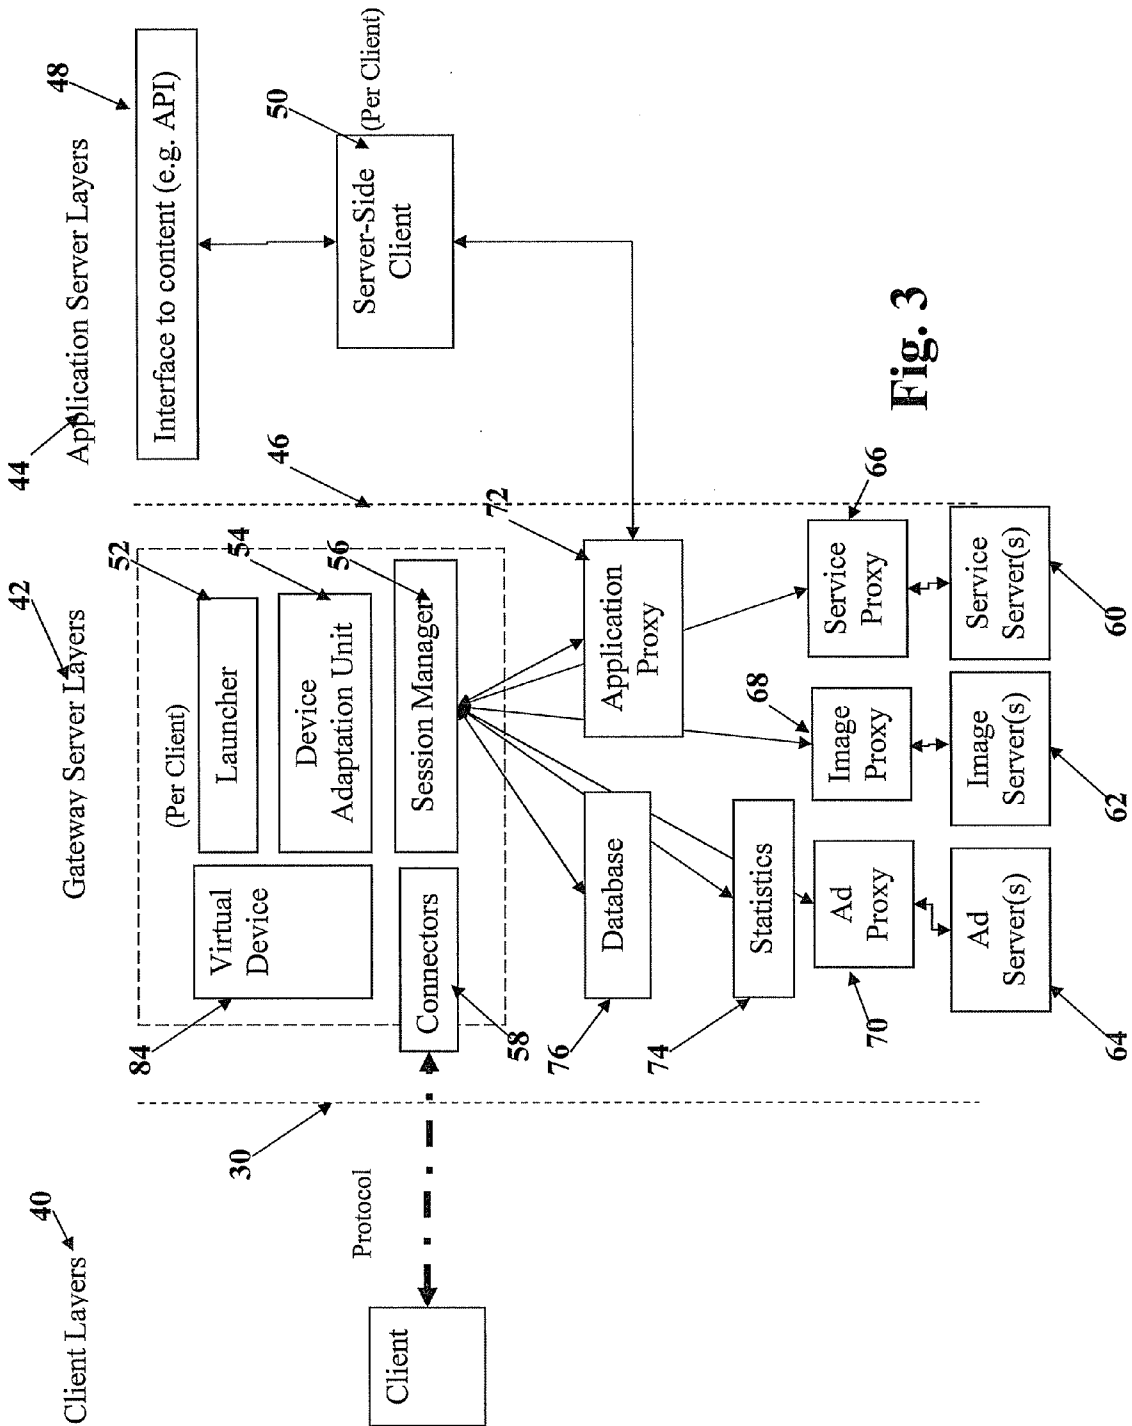 Client Layers
40
Gateway Server Layers
42
44
Application Server Layers
(Per Client)
52
84
Virtual
Device
Launcher
54
Device
Adaptation Unit
56
Session Manager
Connectors
58
Client
Protocol
30
46
48
Interface to content (e.g. API)
50
Server-Side
Client
(Per Client)
72
Application
Proxy
76
Database
74
Statistics
70
Ad
Proxy
68
Image
Proxy
66
Service
Proxy
64
Ad
Server(s)
62
Image
Server(s)
60
Service
Server(s)
Fig. 3